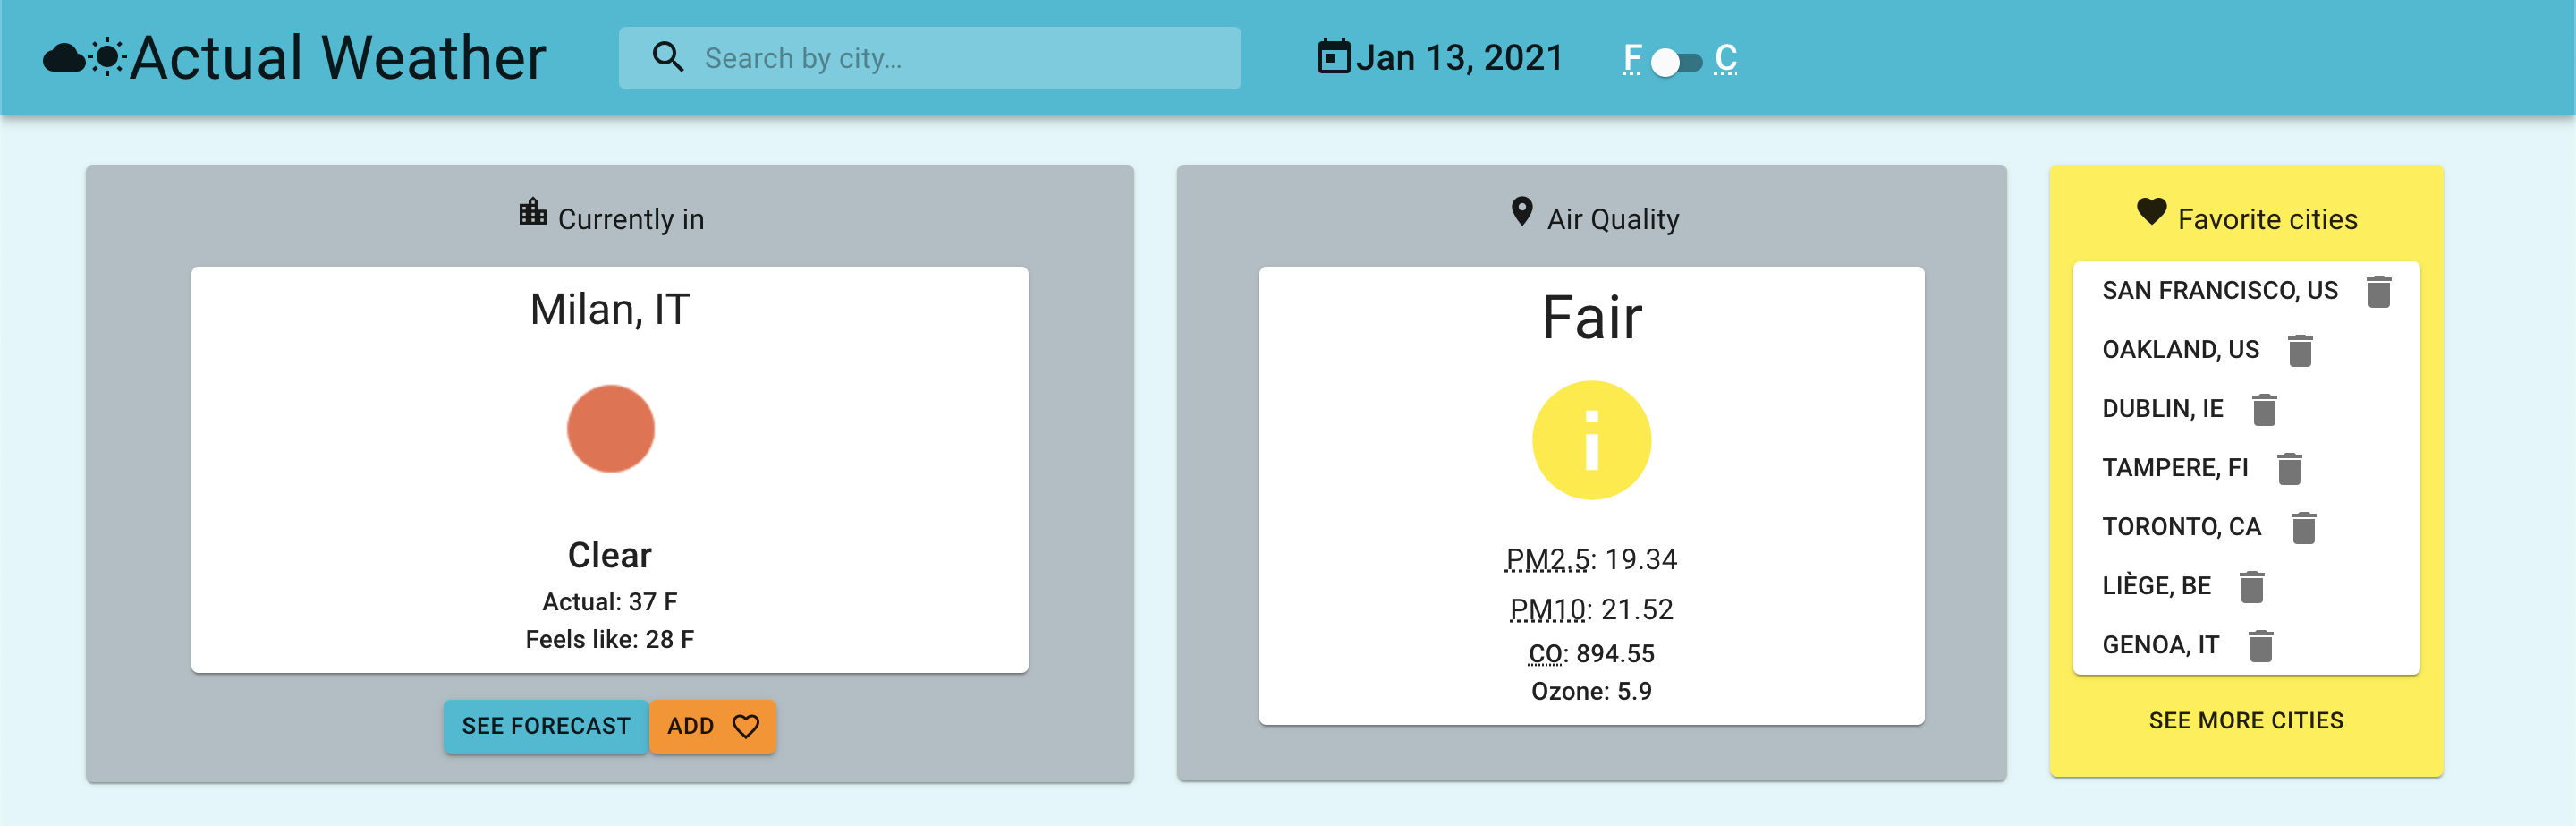 Actual Weather
Search by city...
Jan 13, 2021
F C
Currently in
Milan, IT
Clear
Actual: 37 F
Feels like: 28 F
SEE FORECAST
ADD
Air Quality
Fair
i
PM2.5: 19.34
PM10: 21.52
CO: 894.55
Ozone: 5.9
Favorite cities
SAN FRANCISCO, US
OAKLAND, US
DUBLIN, IE
TAMPERE, FI
TORONTO, CA
LIÈGE, BE
GENOA, IT
SEE MORE CITIES